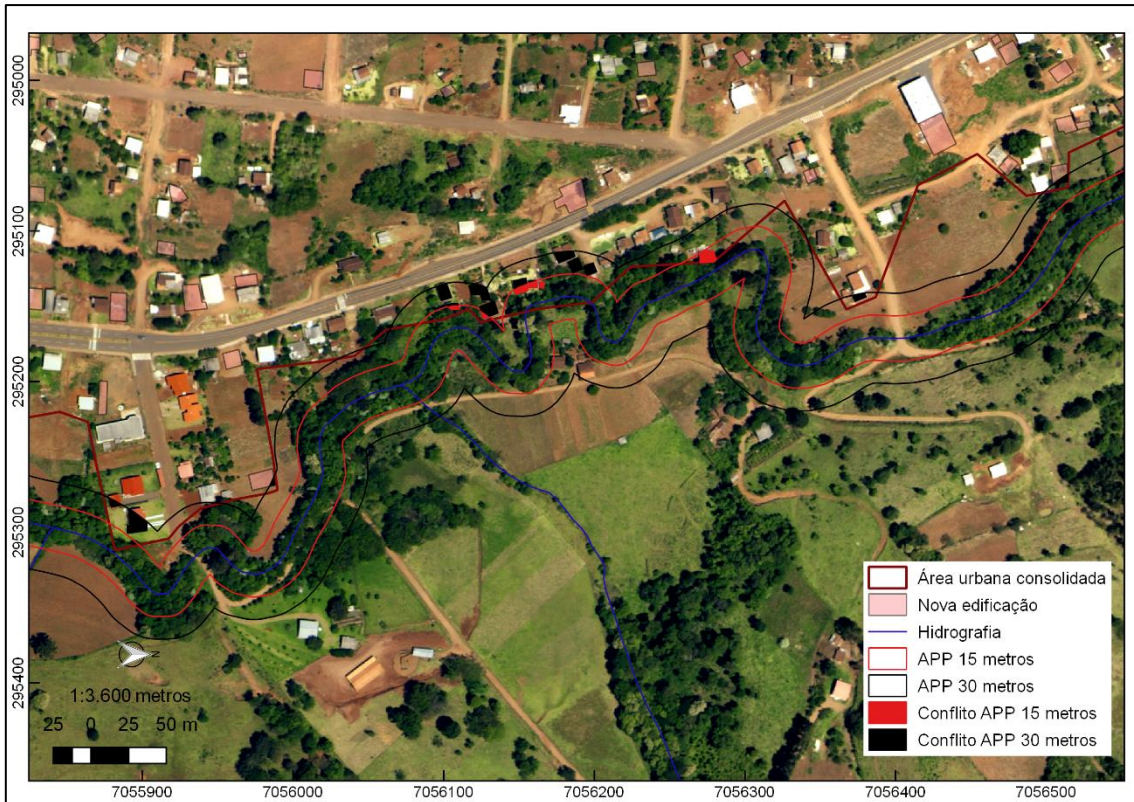 295000
295100
295200
295300
295400
Área urbana consolidada
Nova edificação
Hidrografia
APP 15 metros
APP 30 metros
Conflito APP 15 metros
Conflito APP 30 metros
N
1:3.600 metros
25 0 25 50 m
7055900 7056000 7056100 7056200 7056300 7056400 7056500